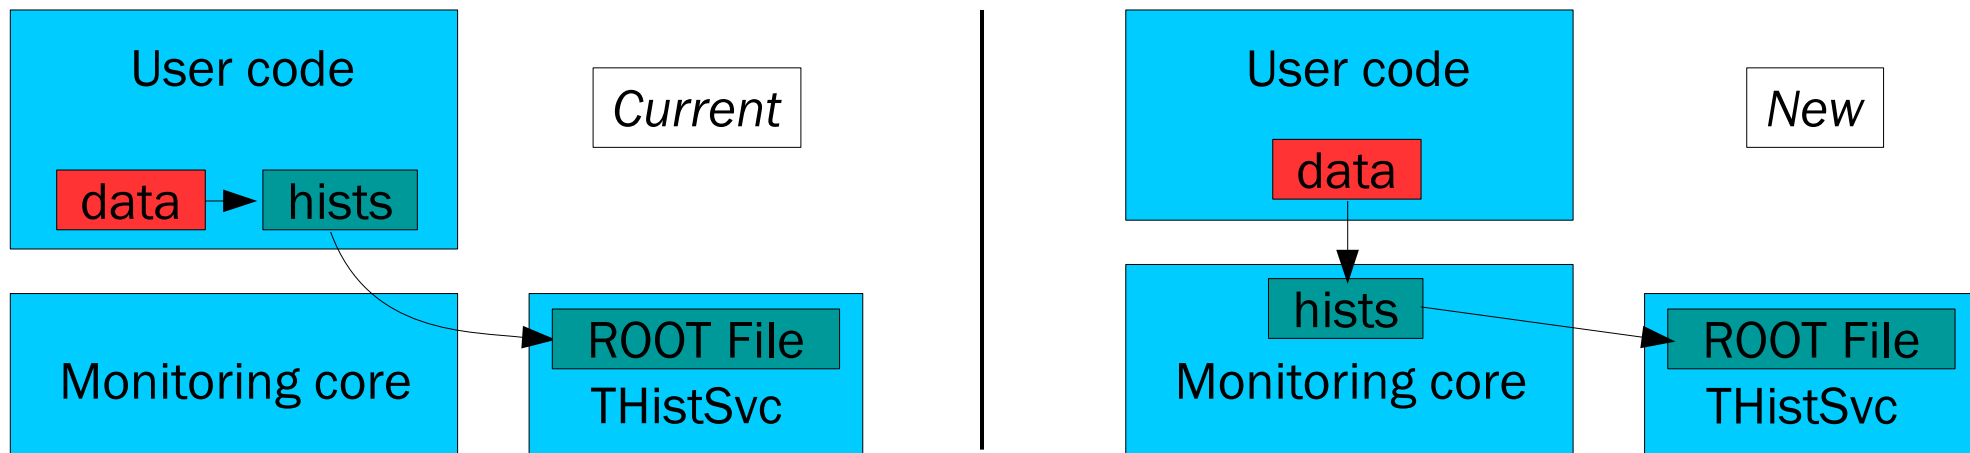 User code
Current
data
hists
ROOT File
Monitoring core
THistSvc
User code
New
data
hists
ROOT File
Monitoring core
THistSvc